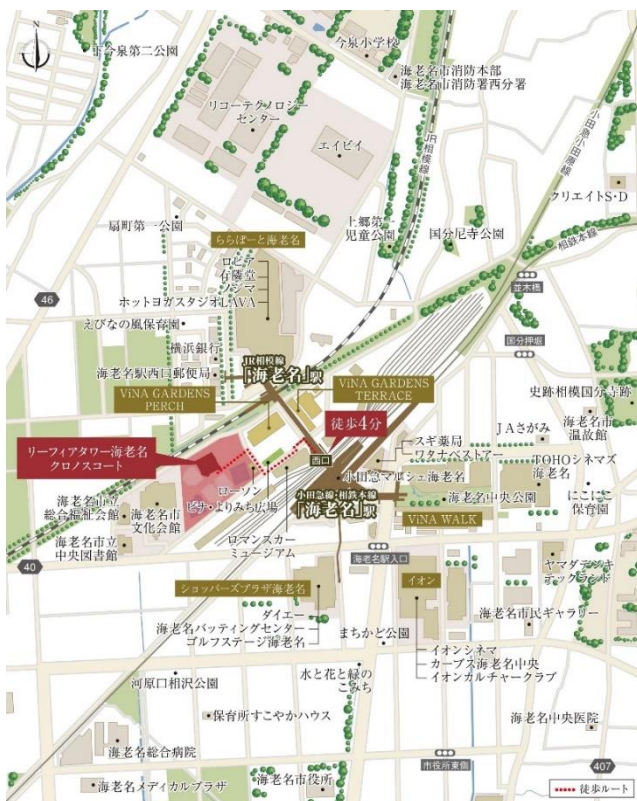 下今泉第二公園
今泉小学校
海老名市消防本部
海老名市消防署西分署
リコーテクノロジー
センター
エイビイ
JR相模線
小田急小田原線
クリエイトS・D
扇町第一公園
上郷第一
児童公園
国分尼寺公園
相鉄本線
ららぽーと海老名
ロピア
有隣堂
ノジマ
ホットヨガスタジオLAVA
並木橋
46
えびなの風保育園
国分押堀
横浜銀行
JR相模線
「海老名」駅
海老名駅西口郵便局
ViNA GARDENS
PERCH
ViNA GARDENS
TERRACE
史跡相模国分寺跡
海老名市
温故館
JAさがみ
徒歩4分
リーフィアタワー海老名
クロノスコート
西口
スギ薬局
ワタナベストアー
TOHOシネマズ
海老名
小田急マルシェ海老名
にこにこ
保育園
海老名市立
総合福祉会館
海老名市
文化会館
ローソン
ビナ・よりみち広場
小田急線・相鉄本線
「海老名」駅
海老名中央公園
ViNA WALK
海老名市立
中央図書館
ロマンスカー
ミュージアム
40
海老名駅入口
ヤマダデンキ
テックランド
ショッパーズプラザ海老名
イオン
ダイエー
海老名バッティングセンター
ゴルフステージ海老名
まちかど公園
海老名市民ギャラリー
イオンシネマ
カーブス海老名中央
イオンカルチャークラブ
河原口相沢公園
水と花と緑の
こみち
保育所すこやかハウス
海老名中央医院
海老名総合病院
市役所東側
407
海老名メディカルプラザ
海老名市役所
徒歩ルート